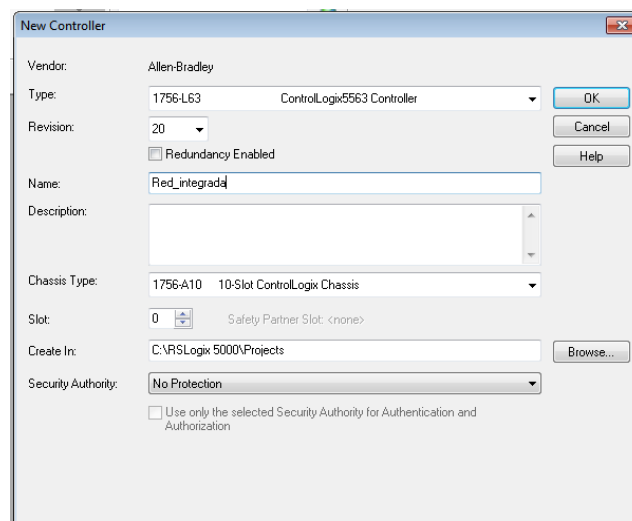 New Controller
Vendor: Allen-Bradley
Type: 1756-L63 ControlLogix5563 Controller OK
Revision: 20 Cancel
Redundancy Enabled Help
Name: Red_integrada
Description:
Chassis Type: 1756-A10 10-Slot ControlLogix Chassis
Slot: 0 Safety Partner Slot: <none>
Create In: C:\RSLogix 5000\Projects Browse...
Security Authority: No Protection
Use only the selected Security Authority for Authentication and
Authorization